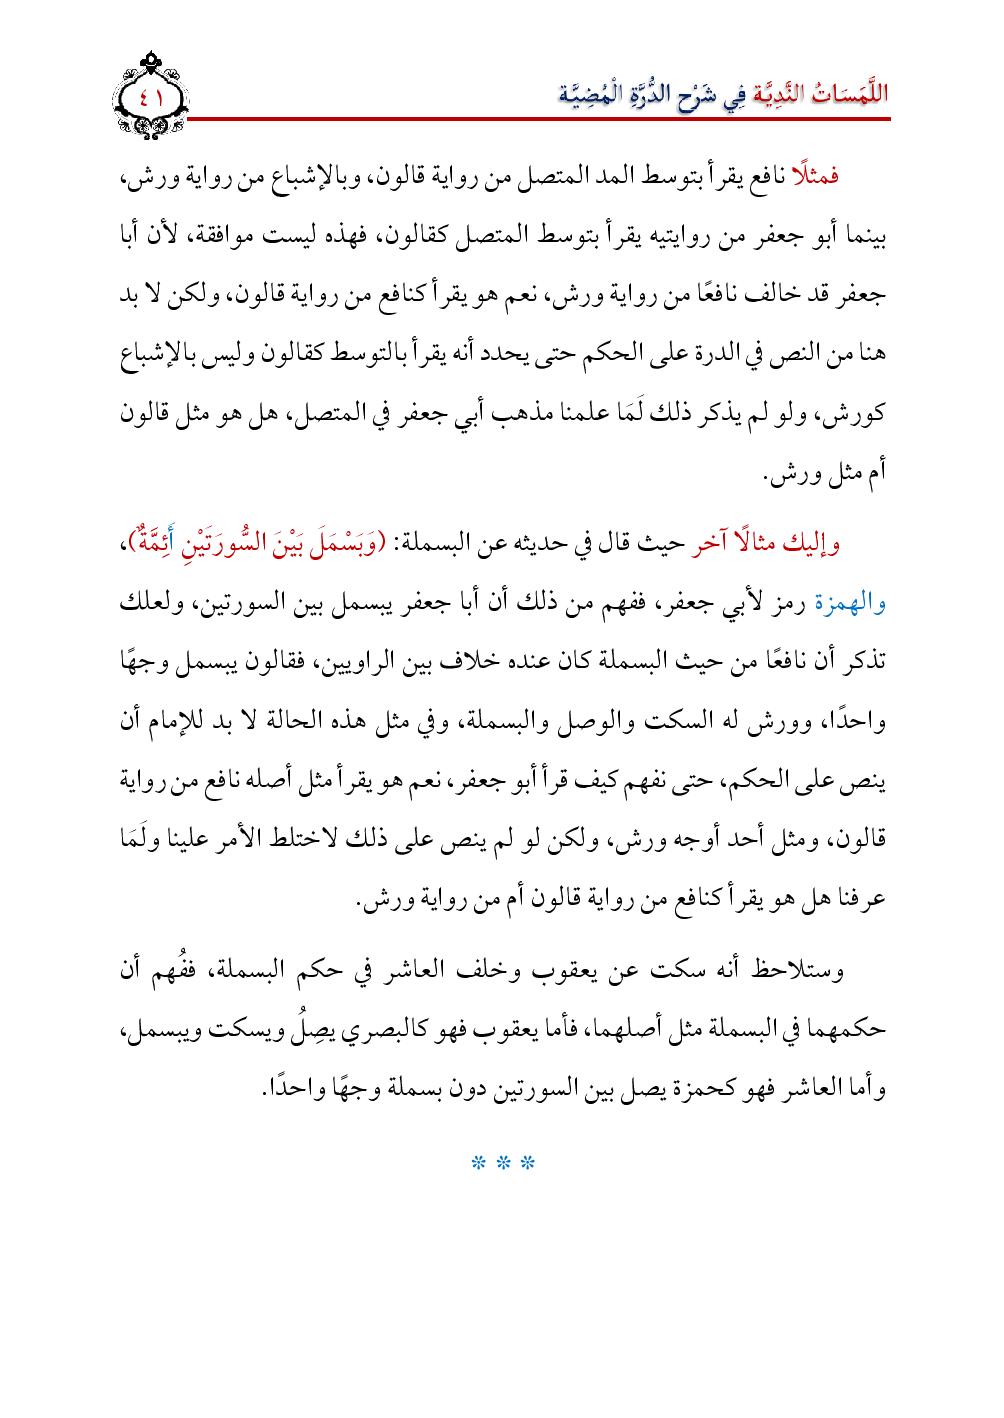 اللَّمَسَاتُ النَّدِيَّة فِي شَرْحِ الدُّرَّةِ الْمُضِيَّة
٤١
فمثلًا نافع يقرأ بتوسط المد المتصل من رواية قالون، وبالإشباع من رواية ورش،
بينما أبو جعفر من روايتيه يقرأ بتوسط المتصل كقالون، فهذه ليست موافقة، لأن أبا
جعفر قد خالف نافعًا من رواية ورش، نعم هو يقرأ كنافع من رواية قالون، ولكن لا بد
هنا من النص في الدرة على الحكم حتى يحدد أنه يقرأ بالتوسط كقالون وليس بالإشباع
كورش، ولو لم يذكر ذلك لَمَا علمنا مذهب أبي جعفر في المتصل، هل هو مثل قالون
أم مثل ورش.
وإليك مثالًا آخر حيث قال في حديثه عن البسملة: (وَبَسْمَلَ بَيْنَ السُّورَتَيْنِ أَئِمَّةٌ)،
والهمزة رمز لأبي جعفر، ففهم من ذلك أن أبا جعفر يبسمل بين السورتين، ولعلك
تذكر أن نافعًا من حيث البسملة كان عنده خلاف بين الراويين، فقالون يبسمل وجهًا
واحدًا، وورش له السكت والوصل والبسملة، وفي مثل هذه الحالة لا بد للإمام أن
ينص على الحكم، حتى نفهم كيف قرأ أبو جعفر، نعم هو يقرأ مثل أصله نافع من رواية
قالون، ومثل أحد أوجه ورش، ولكن لو لم ينص على ذلك لاختلط الأمر علينا ولَمَا
عرفنا هل هو يقرأ كنافع من رواية قالون أم من رواية ورش.
وستلاحظ أنه سكت عن يعقوب وخلف العاشر في حكم البسملة، ففُهم أن
حكمهما في البسملة مثل أصلهما، فأما يعقوب فهو كالبصري يصِلُ ويسكت ويبسمل،
وأما العاشر فهو كحمزة يصل بين السورتين دون بسملة وجهًا واحدًا.
* * *